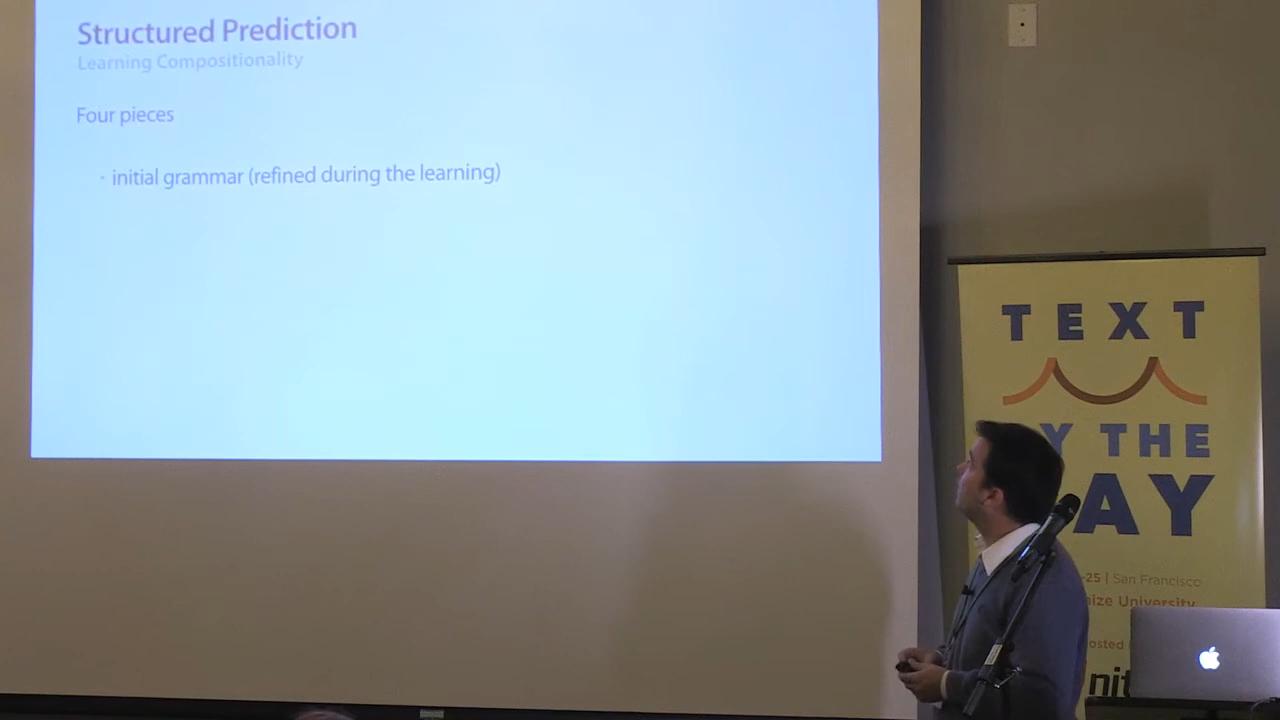 Structured Prediction
Learning Compositionality
Four pieces
- initial grammar (refined during the learning)
TEXT
Y THE
AY
-25 | San Francisco
nize University
osted
nit